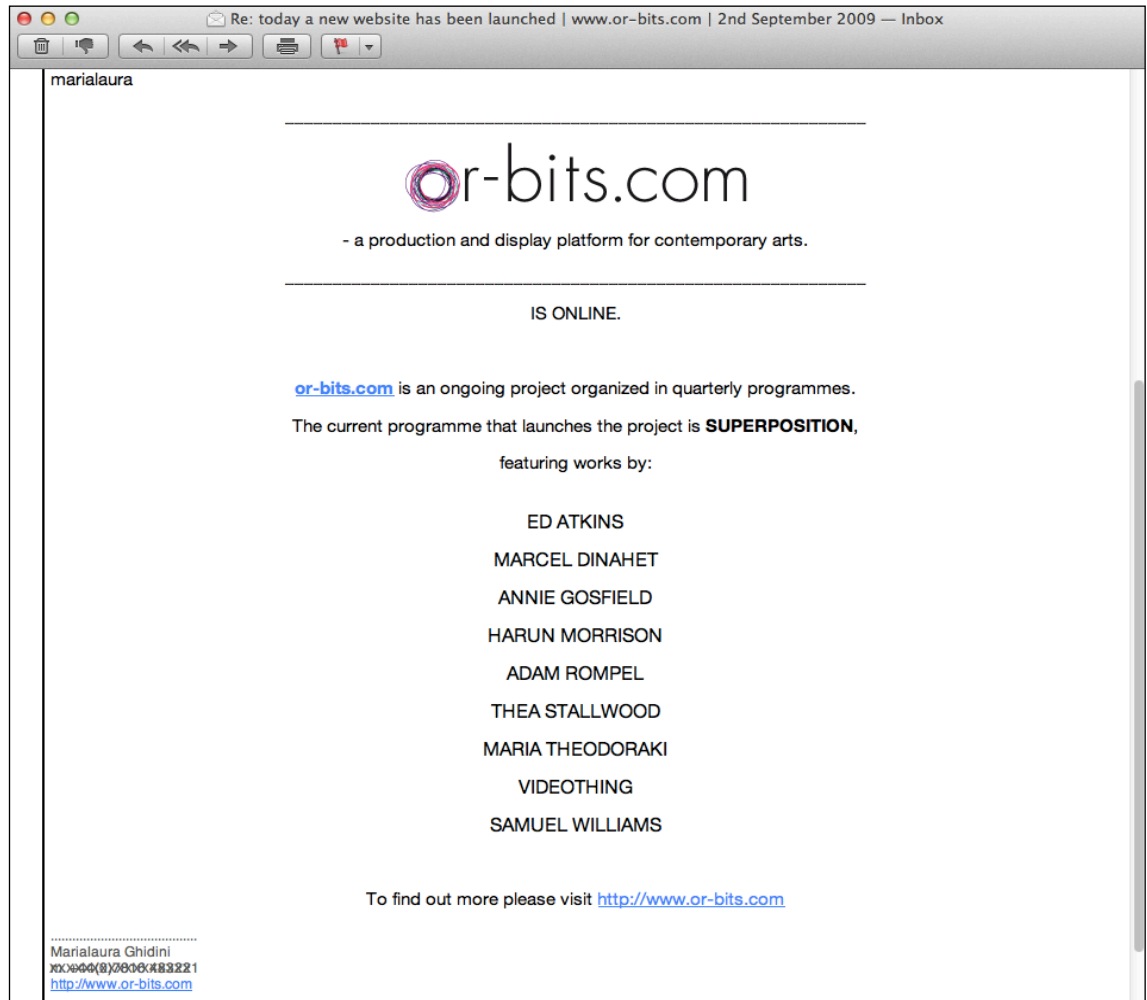 Re: today a new website has been launched | www.or-bits.com | 2nd September 2009 — Inbox
marialaura
or-bits.com
- a production and display platform for contemporary arts.
IS ONLINE.
or-bits.com is an ongoing project organized in quarterly programmes.
The current programme that launches the project is SUPERPOSITION,
featuring works by:
ED ATKINS
MARCEL DINAHET
ANNIE GOSFIELD
HARUN MORRISON
ADAM ROMPEL
THEA STALLWOOD
MARIA THEODORAKI
VIDEOTHING
SAMUEL WILLIAMS
To find out more please visit http://www.or-bits.com
Marialaura Ghidini
http://www.or-bits.com